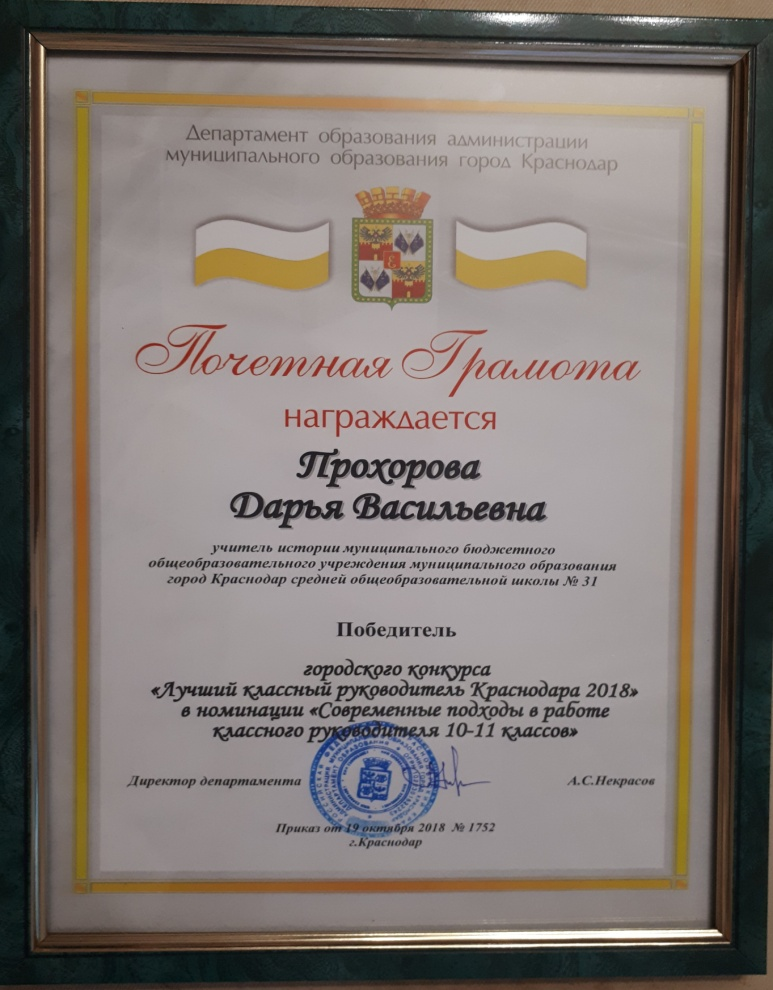 Департамент образования администрации
муниципального образования город Краснодар
Почетная Грамота
награждается
Прохорова
Дарья Васильевна
учитель истории муниципального бюджетного
общеобразовательного учреждения муниципального образования
город Краснодар средней общеобразовательной школы № 31
Победитель
городского конкурса
«Лучший классный руководитель Краснодара 2018»
в номинации «Современные подходы в работе
классного руководителя 10-11 классов»
Директор департамента А.С.Некрасов
Приказ от 19 октября 2018 № 1752
г.Краснодар